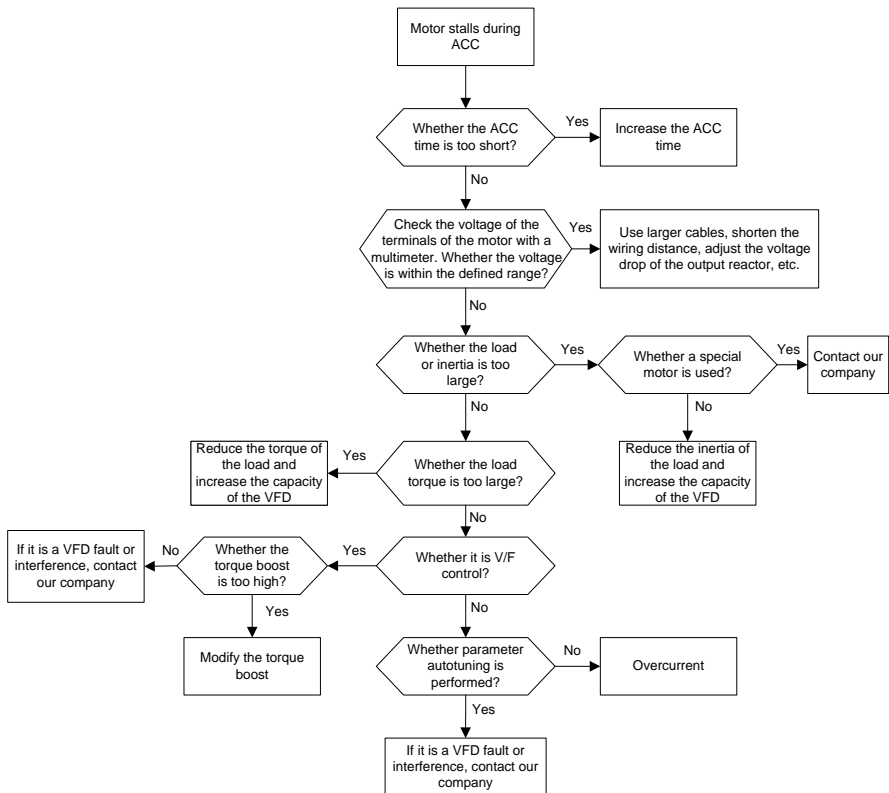 Motor stalls during
ACC
Whether the ACC
time is too short?
Yes
Increase the ACC
time
No
Check the voltage of the
terminals of the motor with a
multimeter. Whether the voltage
is within the defined range?
Yes
Use larger cables, shorten the
wiring distance, adjust the voltage
drop of the output reactor, etc.
No
Whether the load
or inertia is too
large?
Yes
Whether a special
motor is used?
Yes
Contact our
company
No
No
Reduce the torque of
the load and
increase the capacity
of the VFD
Yes
Whether the load
torque is too large?
Reduce the inertia of
the load and
increase the capacity
of the VFD
No
If it is a VFD fault or
interference, contact
our company
No
Whether the
torque boost
is too high?
Yes
Whether it is V/F
control?
Yes
No
Modify the torque
boost
Whether parameter
autotuning is
performed?
No
Overcurrent
Yes
If it is a VFD fault or
interference, contact our
company